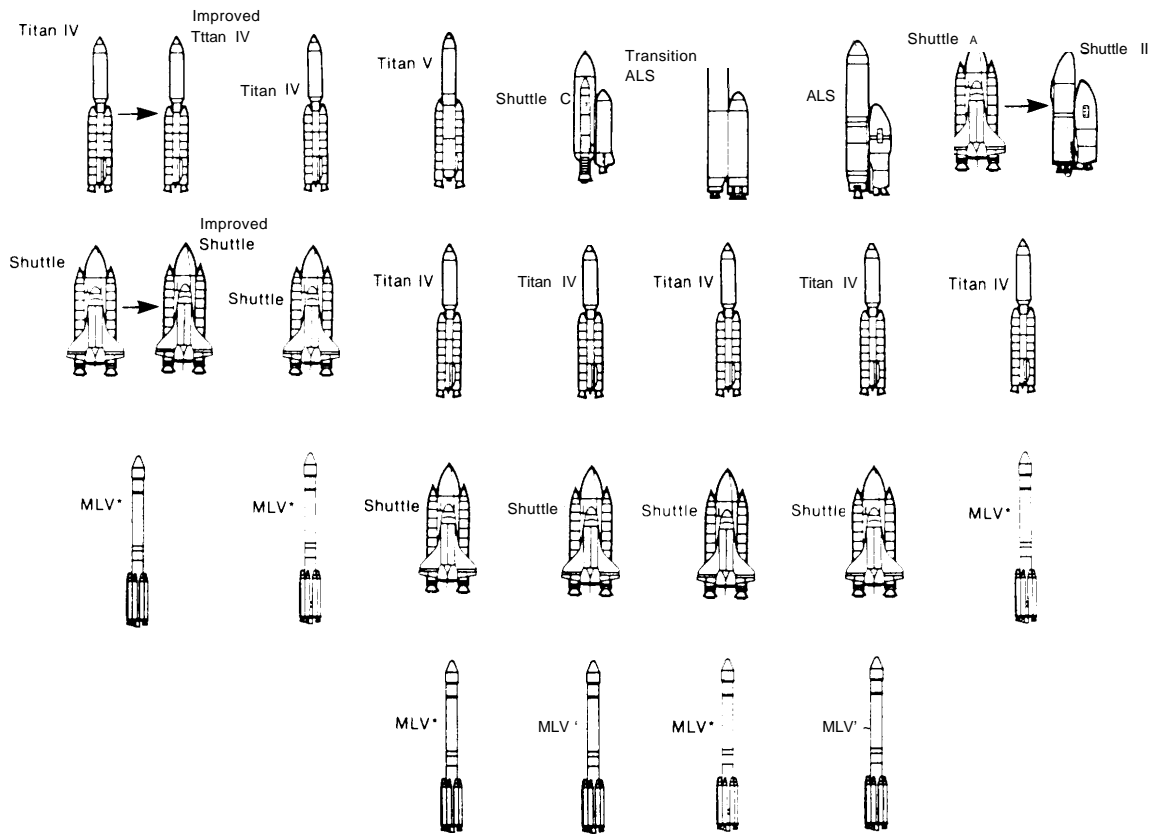 Titan IV
Improved
Tttan IV
Titan IV
Titan V
Shuttle C
Transition
ALS
ALS
Shuttle A
Shuttle II
Shuttle
Improved
Shuttle
Shuttle
Titan IV
Titan IV
Titan IV
Titan IV
Titan IV
MLV*
MLV*
Shuttle
Shuttle
Shuttle
Shuttle
MLV*
MLV*
MLV ‘
MLV*
MLV’